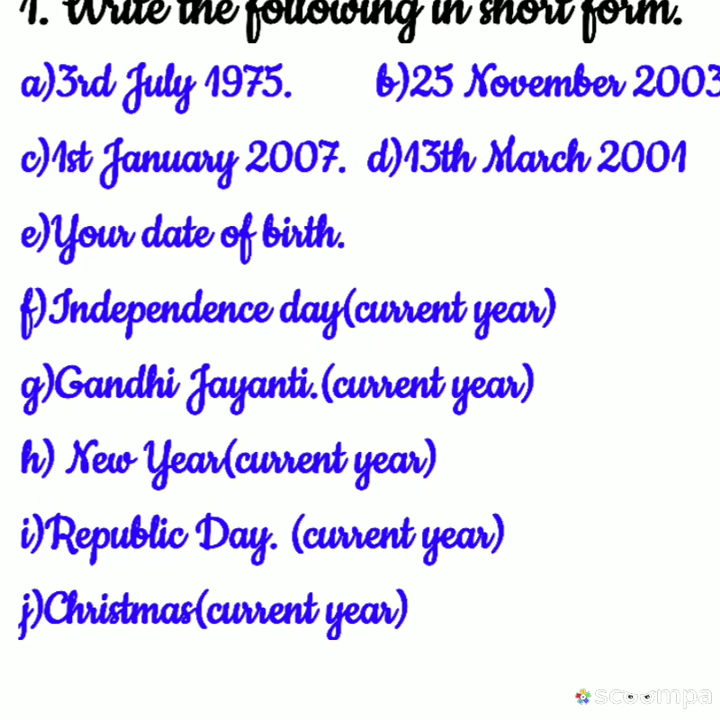 1. Write the following in short form.
a)3rd July 1975. b)25 November 2003
c)1st January 2007. d)13th March 2001
e)Your date of birth.
f)Independence day(current year)
g)Gandhi Jayanti.(current year)
h) New Year(current year)
i)Republic Day. (current year)
j)Christmas(current year)
scoompa